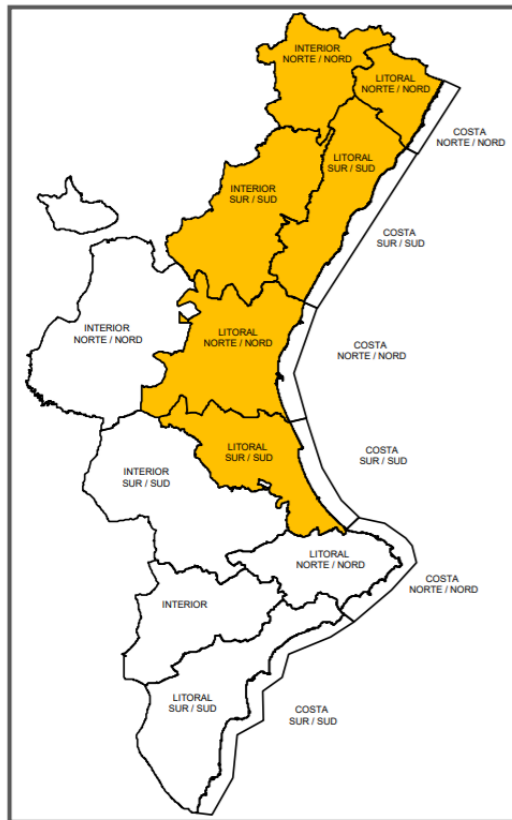 INTERIOR
NORTE / NORD
LITORAL
NORTE / NORD
COSTA
NORTE / NORD
LITORAL
SUR / SUD
INTERIOR
SUR / SUD
COSTA
SUR / SUD
INTERIOR
NORTE / NORD
LITORAL
NORTE / NORD
COSTA
NORTE / NORD
LITORAL
SUR / SUD
COSTA
SUR / SUD
INTERIOR
SUR / SUD
LITORAL
NORTE / NORD
COSTA
NORTE / NORD
INTERIOR
LITORAL
SUR / SUD
COSTA
SUR / SUD